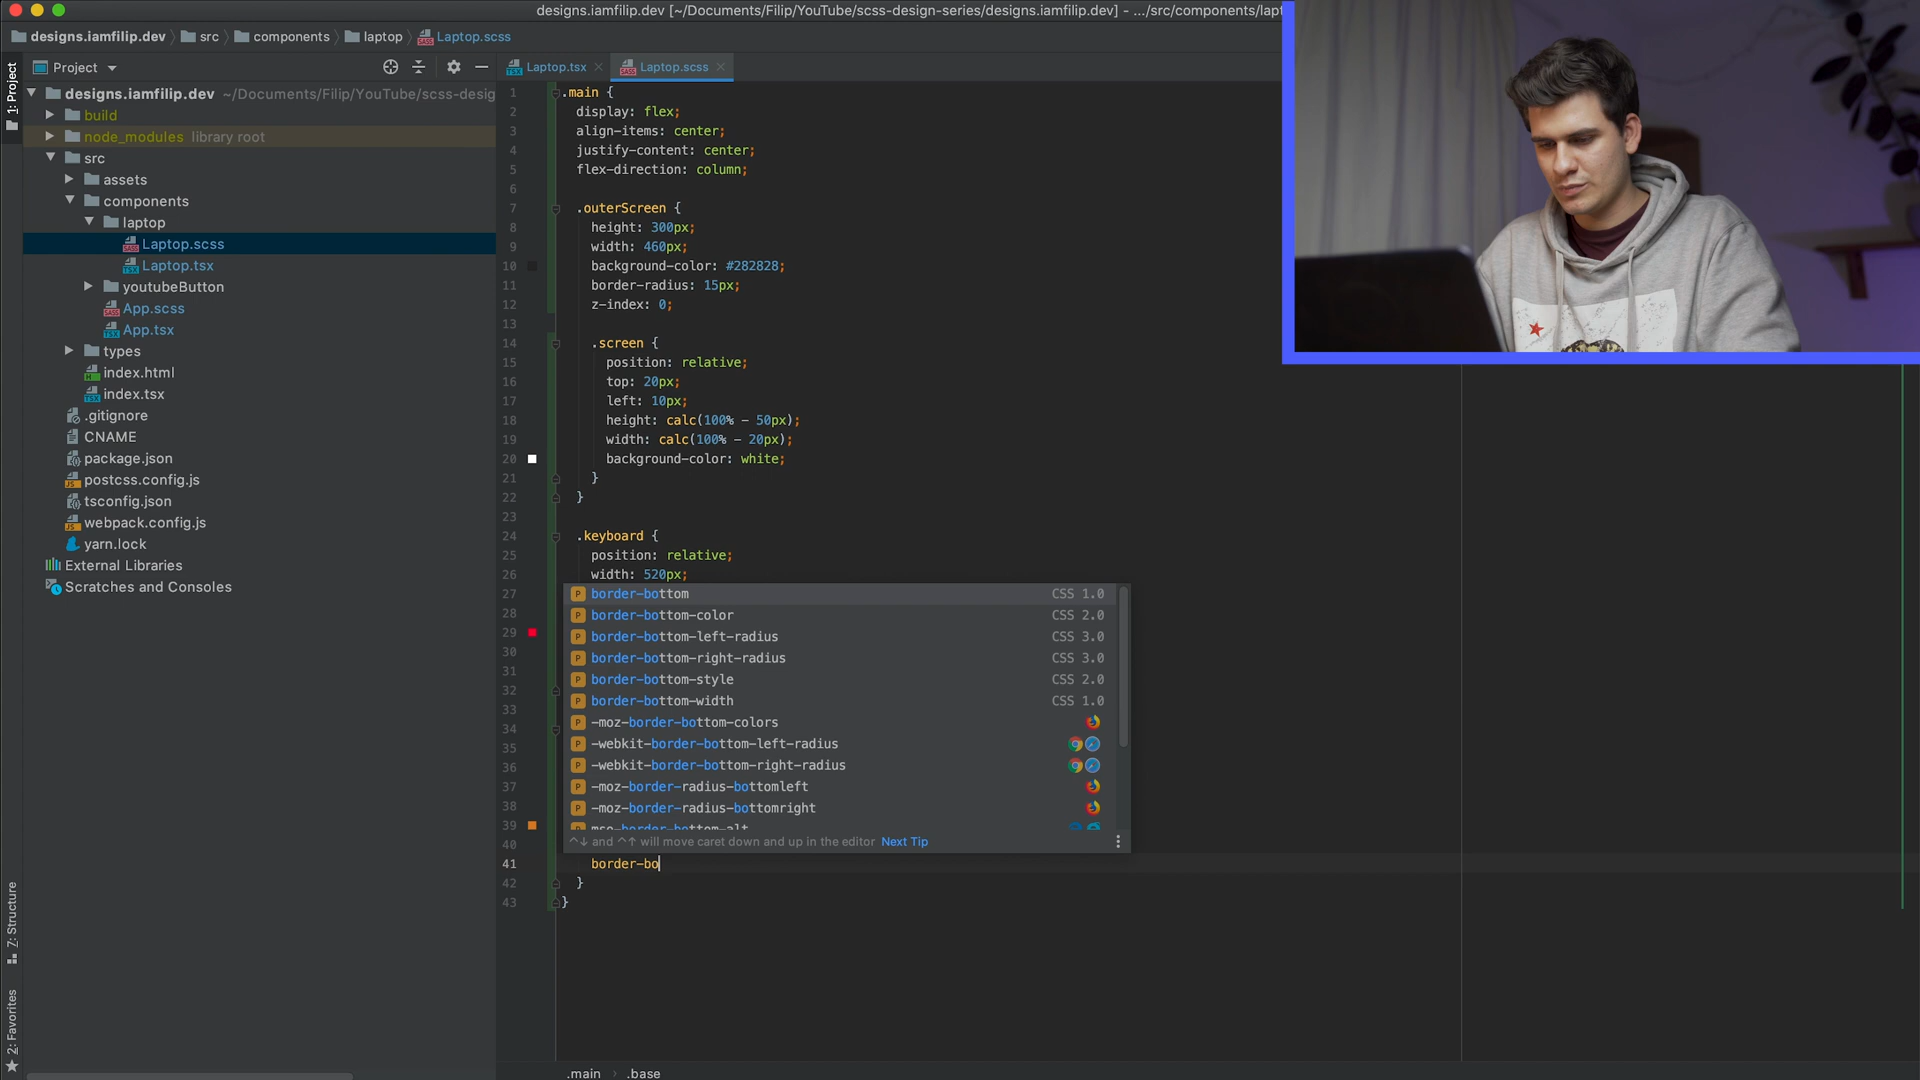 designs.iamfilip.dev [~/Documents/Filip/YouTube/scss-design-series/designs.iamfilip.dev] - .../src/components/lapt
designs.iamfilip.dev
src
components
laptop
Laptop.scss
1: Project
Project
Laptop.tsx
Laptop.scss
designs.iamfilip.dev ~/Documents/Filip/YouTube/scss-desig
build
node_modules library root
src
assets
components
laptop
Laptop.scss
Laptop.tsx
youtubeButton
App.scss
App.tsx
types
index.html
index.tsx
.gitignore
CNAME
package.json
postcss.config.js
tsconfig.json
webpack.config.js
yarn.lock
External Libraries
Scratches and Consoles
7: Structure
2: Favorites
1 .main {
2 display: flex;
3 align-items: center;
4 justify-content: center;
5 flex-direction: column;
6
7 .outerScreen {
8 height: 300px;
9 width: 460px;
10 background-color: #282828;
11 border-radius: 15px;
12 z-index: 0;
13
14 .screen {
15 position: relative;
16 top: 20px;
17 left: 10px;
18 height: calc(100% - 50px);
19 width: calc(100% - 20px);
20 background-color: white;
21 }
22 }
23
24 .keyboard {
25 position: relative;
26 width: 520px;
27
28
29
30
31
32
33
34
35
36
37
38
39
40
border-bottom CSS 1.0
border-bottom-color CSS 2.0
border-bottom-left-radius CSS 3.0
border-bottom-right-radius CSS 3.0
border-bottom-style CSS 2.0
border-bottom-width CSS 1.0
-moz-border-bottom-colors
-webkit-border-bottom-left-radius
-webkit-border-bottom-right-radius
-moz-border-radius-bottomleft
-moz-border-radius-bottomright
mso-border-bottom-alt
^↓ and ^↑ will move caret down and up in the editor Next Tip
41 border-bo
42 }
43 }
.main
.base